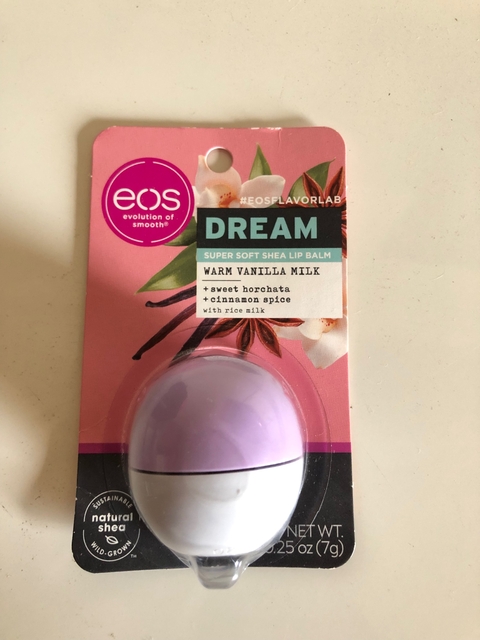 eos
evolution of
smooth®
#EOSFLAVORLAB
DREAM
SUPER SOFT SHEA LIP BALM
WARM VANILLA MILK
+sweet horchata
+cinnamon spice
with rice milk
SUSTAINABLE
natural
shea
WILD-GROWN
NET WT.
0.25 oz (7g)